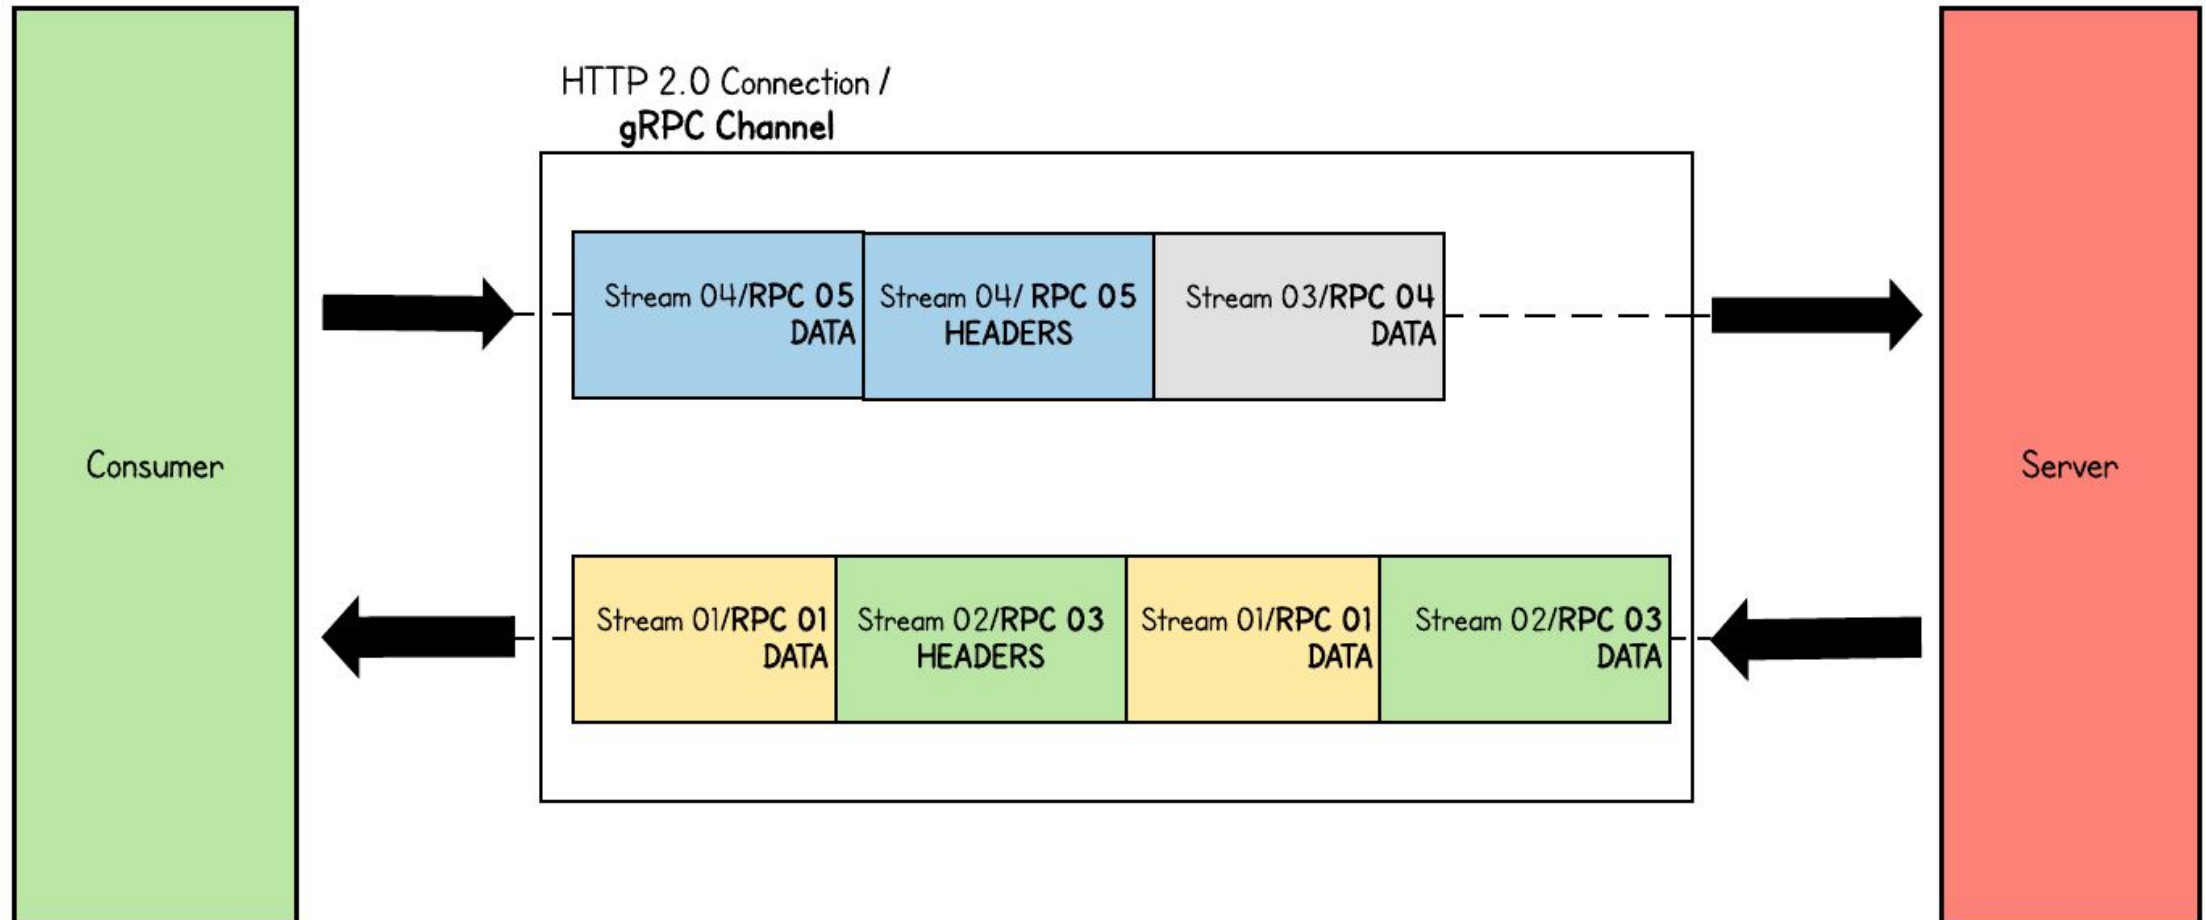 HTTP 2.0 Connection /
gRPC Channel
Stream 04/RPC 05
DATA
Stream 04/ RPC 05
HEADERS
Stream 03/RPC 04
DATA
Consumer
Server
Stream 01/RPC 01
DATA
Stream 02/RPC 03
HEADERS
Stream 01/RPC 01
DATA
Stream 02/RPC 03
DATA